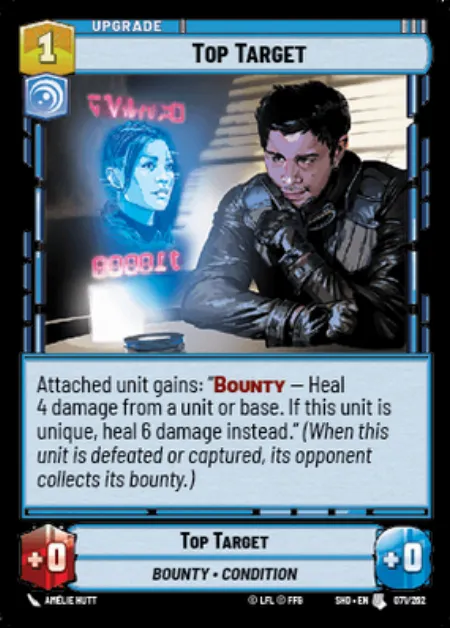 UPGRADE
1
TOP TARGET
Attached unit gains: "BOUNTY — Heal
4 damage from a unit or base. If this unit is
unique, heal 6 damage instead." (When this
unit is defeated or captured, its opponent
collects its bounty.)
TOP TARGET
+0
+0
BOUNTY • CONDITION
AMÉLIE HUTT
© LFL © FFG
SHD • EN
071/262